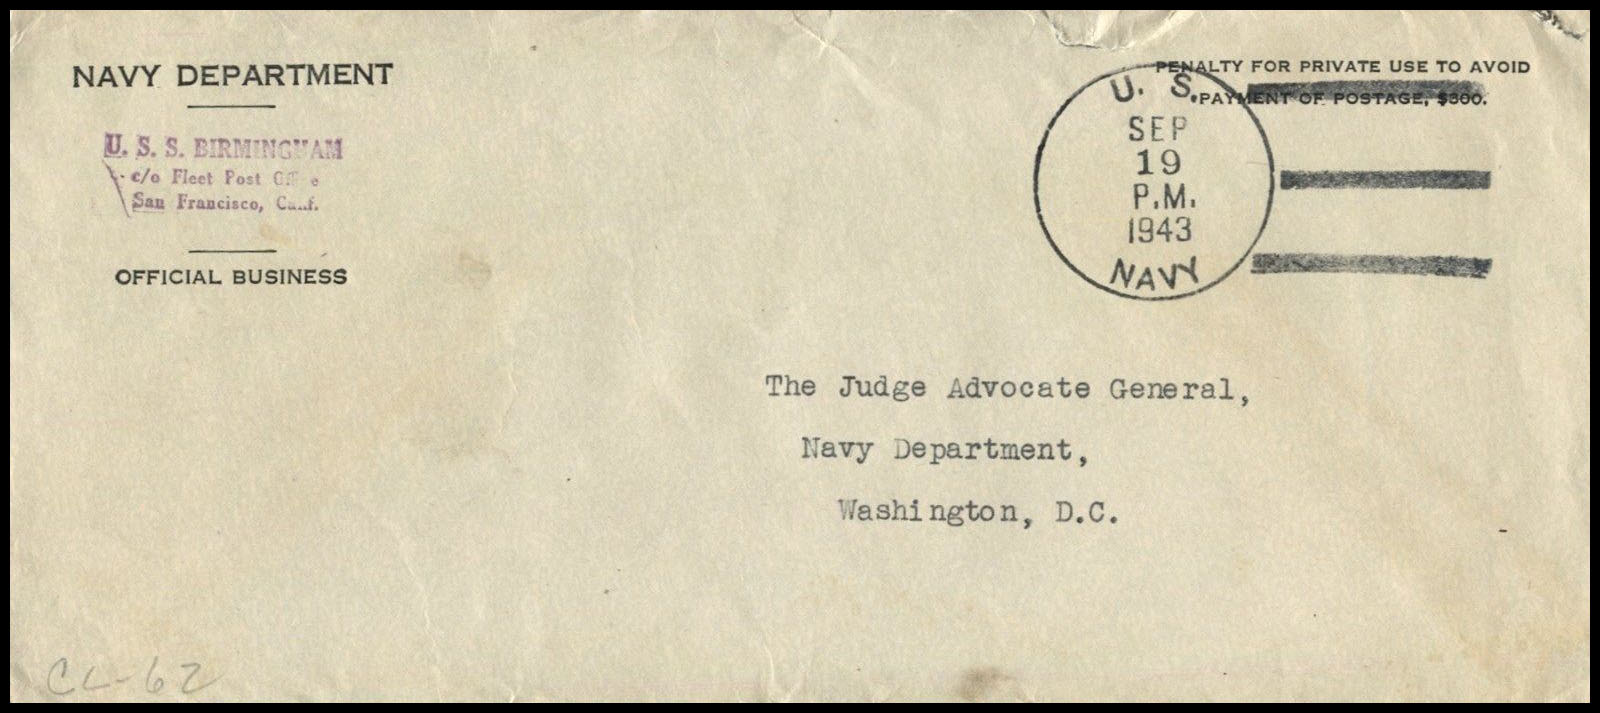 NAVY DEPARTMENT
U. S. S. BIRMINGHAM
c/o Fleet Post Office
San Francisco, Calif.
OFFICIAL BUSINESS
PENALTY FOR PRIVATE USE TO AVOID
PAYMENT OF POSTAGE, $300.
U. S.
SEP
19
P.M.
1943
NAVY
The Judge Advocate General,
Navy Department,
Washington, D.C.
CL-62